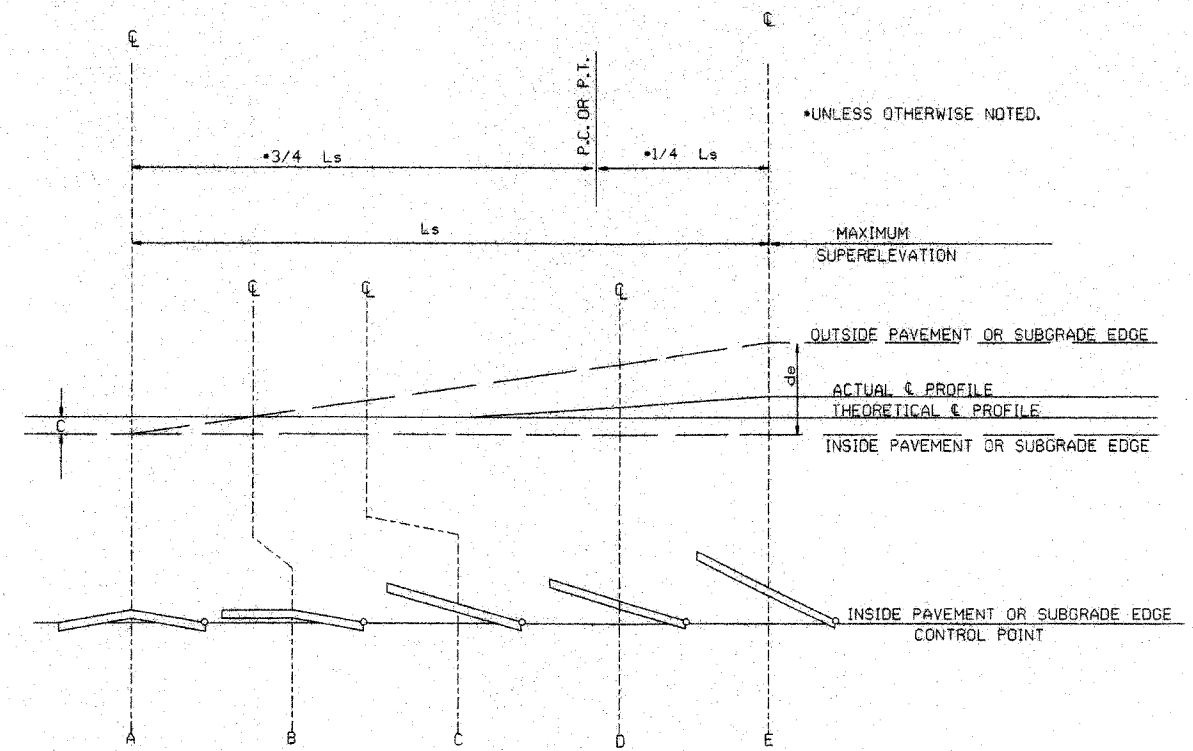 ℄
℄
P.C. OR P.T.
*UNLESS OTHERWISE NOTED.
*3/4 Ls
*1/4 Ls
Ls
MAXIMUM
SUPERELEVATION
℄
℄
℄
OUTSIDE PAVEMENT OR SUBGRADE EDGE
de
ACTUAL ℄ PROFILE
THEORETICAL ℄ PROFILE
C
INSIDE PAVEMENT OR SUBGRADE EDGE
INSIDE PAVEMENT OR SUBGRADE EDGE
CONTROL POINT
A
B
C
D
E